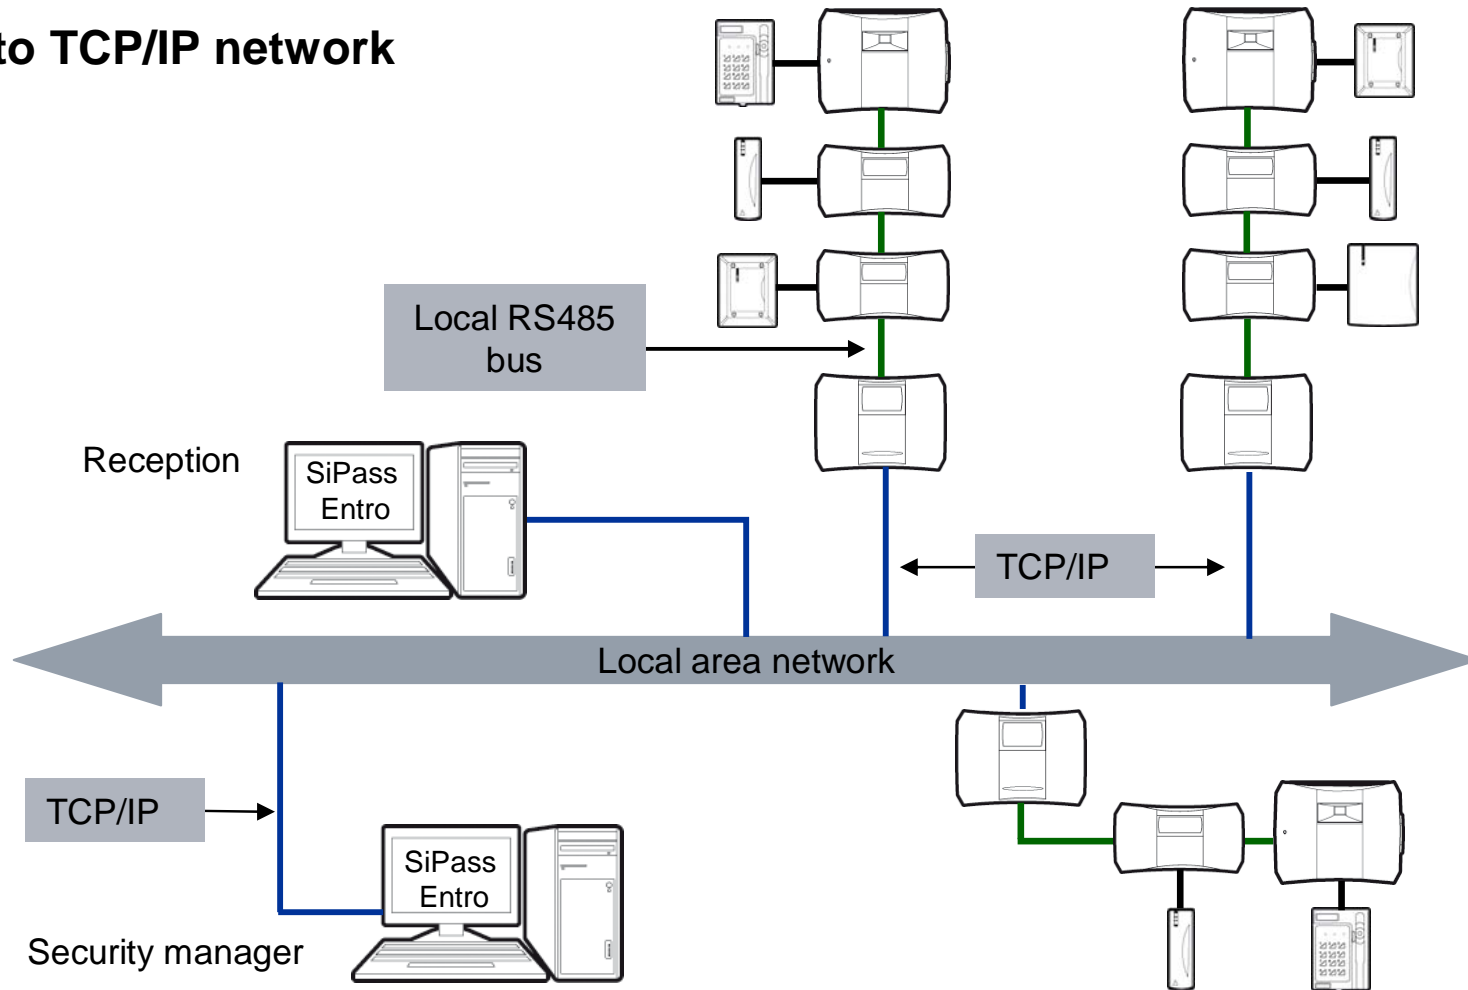 to TCP/IP network
Local RS485
bus
Reception
SiPass
Entro
TCP/IP
Local area network
TCP/IP
SiPass
Entro
Security manager